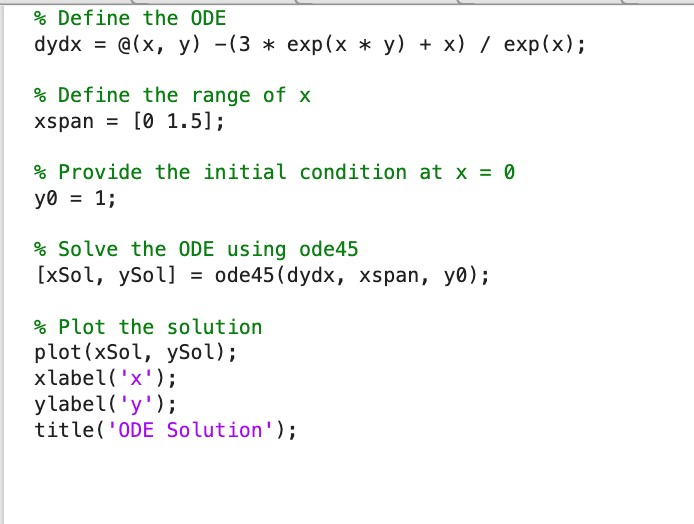 % Define the ODE
dydx = @(x, y) -(3 * exp(x * y) + x) / exp(x);
% Define the range of x
xspan = [0 1.5];
% Provide the initial condition at x = 0
y0 = 1;
% Solve the ODE using ode45
[xSol, ySol] = ode45(dydx, xspan, y0);
% Plot the solution
plot(xSol, ySol);
xlabel('x');
ylabel('y');
title('ODE Solution');